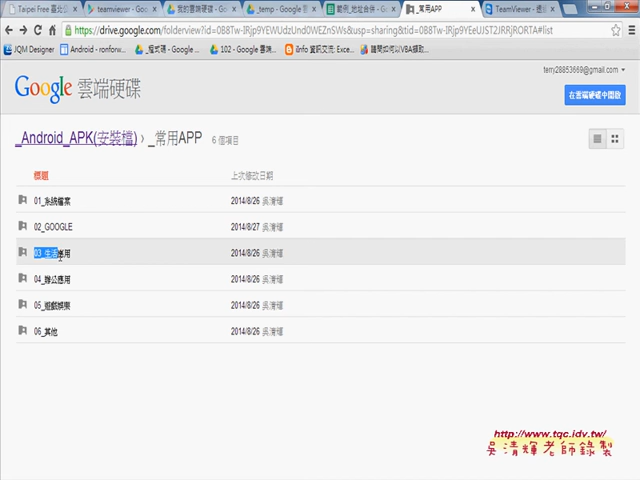 Taipei Free 臺北公
teamviewer - Goo
我的雲端硬碟 - G
_temp - Google 雲
範例_地址合併 - G
_常用APP
TeamViewer - 遠
https://drive.google.com/folderview?id=0B8Tw-IRjp9YEWUdzUnd0WEZnSWs&usp=sharing&tid=0B8Tw-IRjp9YEeUJST2JRRjRORTA#list
JQM Designer
Android - ronforw...
_程式碼 - Google ...
102 - Google 雲端...
Info 資訊交流: Exce...
請問如何以VBA擷取...
terry28853669@gmail.com
Google 雲端硬碟
在雲端硬碟中開啟
_Android_APK(安裝檔) › _常用APP 6 個項目
標題 上次修改日期
01_系統檔案 2014/8/26 吳清輝
02_GOOGLE 2014/8/27 吳清輝
03_生活應用 2014/8/26 吳清輝
04_辦公應用 2014/8/26 吳清輝
05_遊戲娛樂 2014/8/26 吳清輝
06_其他 2014/8/26 吳清輝
http://www.tqc.idv.tw/
吳清輝老師錄製